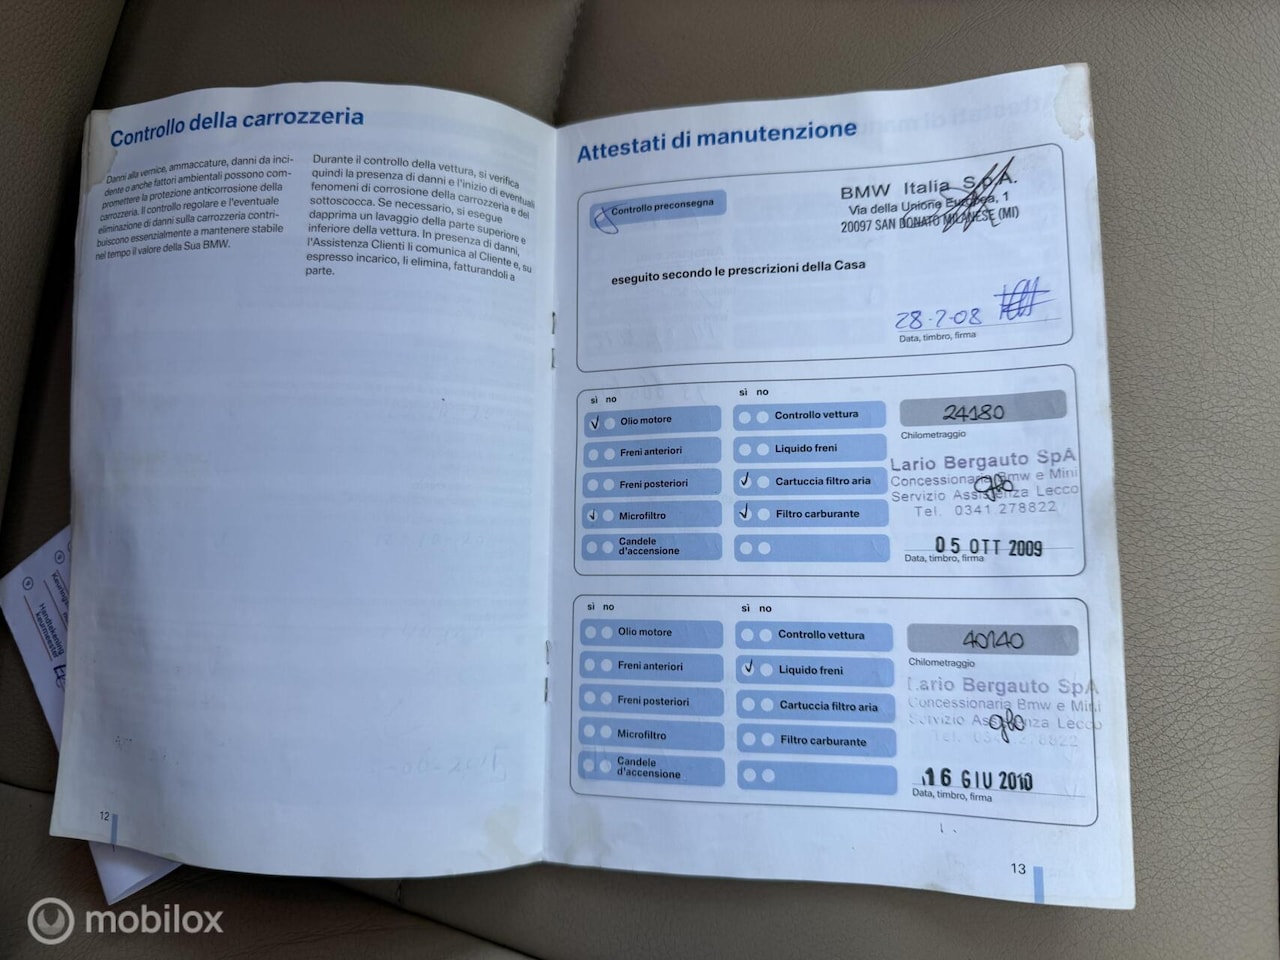 Controllo della carrozzeria
Danni alla vernice, ammaccature, danni da inci-
dente o anche fattori ambientali possono com-
promettere la protezione anticorrosione della
carrozzeria. Il controllo regolare e l'eventuale
eliminazione di danni sulla carrozzeria contri-
buiscono essenzialmente a mantenere stabile
nel tempo il valore della Sua BMW.
Durante il controllo della vettura, si verifica
quindi la presenza di danni e l'inizio di eventuali
fenomeni di corrosione della carrozzeria e del
sottoscocca. Se necessario, si esegue
dapprima un lavaggio della parte superiore e
inferiore della vettura. In presenza di danni,
l'Assistenza Clienti li comunica al Cliente e, su
espresso incarico, li elimina, fatturandoli a
parte.
12
Attestati di manutenzione
Controllo preconsegna
BMW Italia S.p.A.
Via della Unione Europea, 1
20097 SAN DONATO MILANESE (MI)
eseguito secondo le prescrizioni della Casa
28-7-08
Data, timbro, firma
sì no
sì no
Olio motore
Controllo vettura
24180
Chilometraggio
Freni anteriori
Liquido freni
Freni posteriori
Cartuccia filtro aria
Microfiltro
Filtro carburante
Candele
d'accensione
Lario Bergauto SpA
Concessionaria Bmw e Mini
Servizio Assistenza Lecco
Tel. 0341.278822
05 OTT 2009
Data, timbro, firma
sì no
sì no
Olio motore
Controllo vettura
40140
Chilometraggio
Freni anteriori
Liquido freni
Freni posteriori
Cartuccia filtro aria
Microfiltro
Filtro carburante
Candele
d'accensione
Lario Bergauto SpA
Concessionaria Bmw e Mini
Servizio Assistenza Lecco
Tel. 0341.278822
16 GIU 2010
Data, timbro, firma
13
Handtekening
keurmeester
mobilox